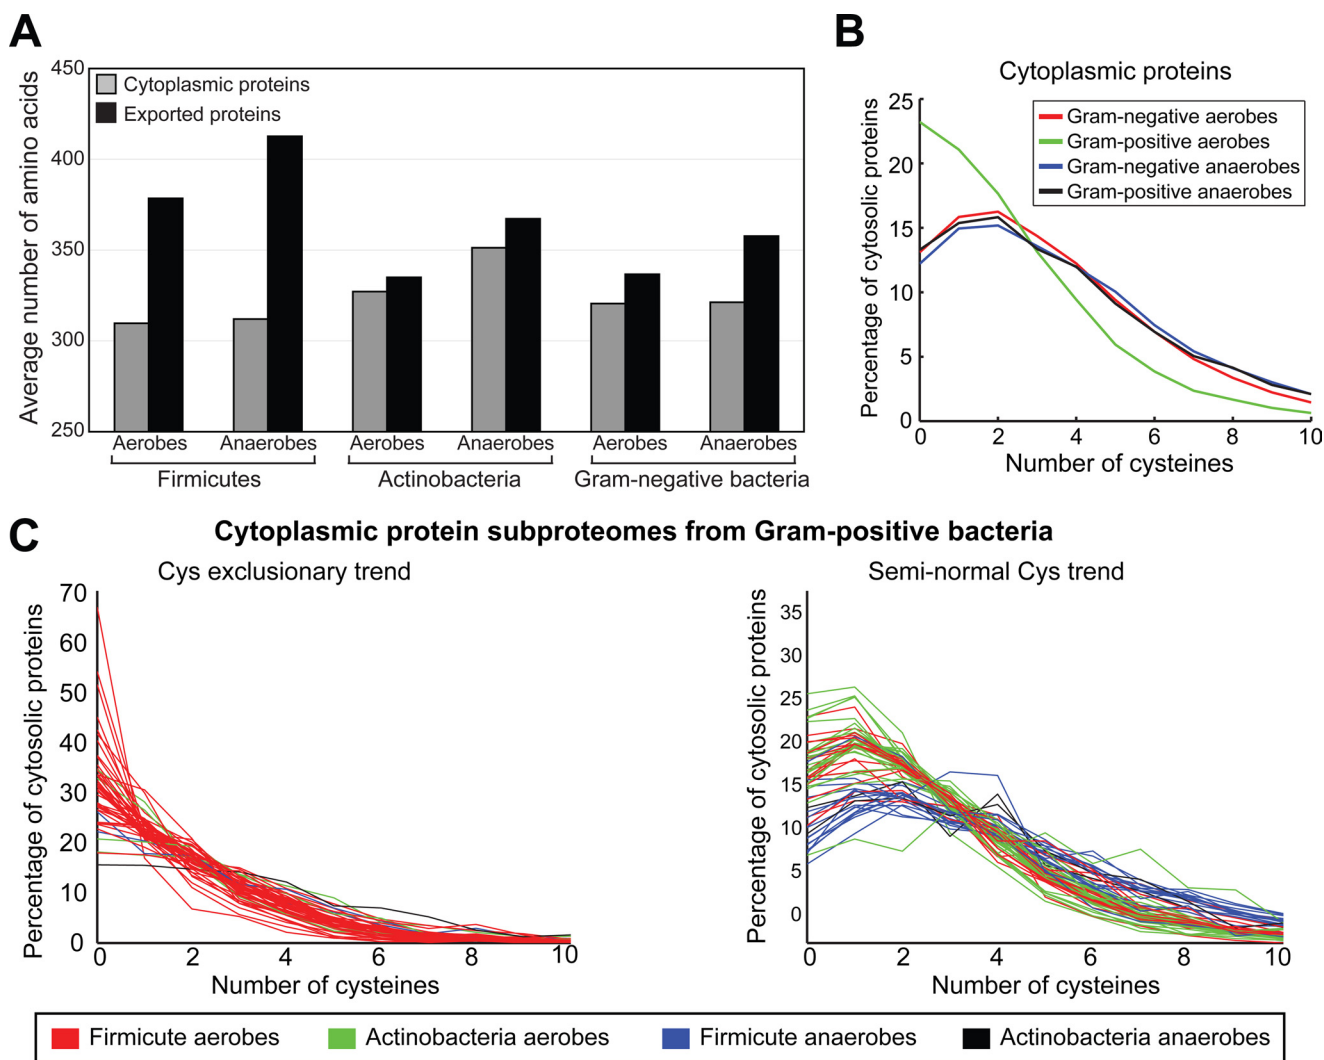 A
Average number of amino acids
450
400
350
300
250
Cytoplasmic proteins
Exported proteins
Aerobes Anaerobes Aerobes Anaerobes Aerobes Anaerobes
Firmicutes Actinobacteria Gram-negative bacteria
B
Cytoplasmic proteins
Percentage of cytosolic proteins
25
20
15
10
5
0
Gram-negative aerobes
Gram-positive aerobes
Gram-negative anaerobes
Gram-positive anaerobes
0 2 4 6 8 10
Number of cysteines
C
Cytoplasmic protein subproteomes from Gram-positive bacteria
Cys exclusionary trend
Percentage of cytosolic proteins
70
60
50
40
30
20
10
0
0 2 4 6 8 10
Number of cysteines
Semi-normal Cys trend
Percentage of cytosolic proteins
35
30
25
20
15
10
5
0
0 2 4 6 8 10
Number of cysteines
Firmicute aerobes Actinobacteria aerobes Firmicute anaerobes Actinobacteria anaerobes